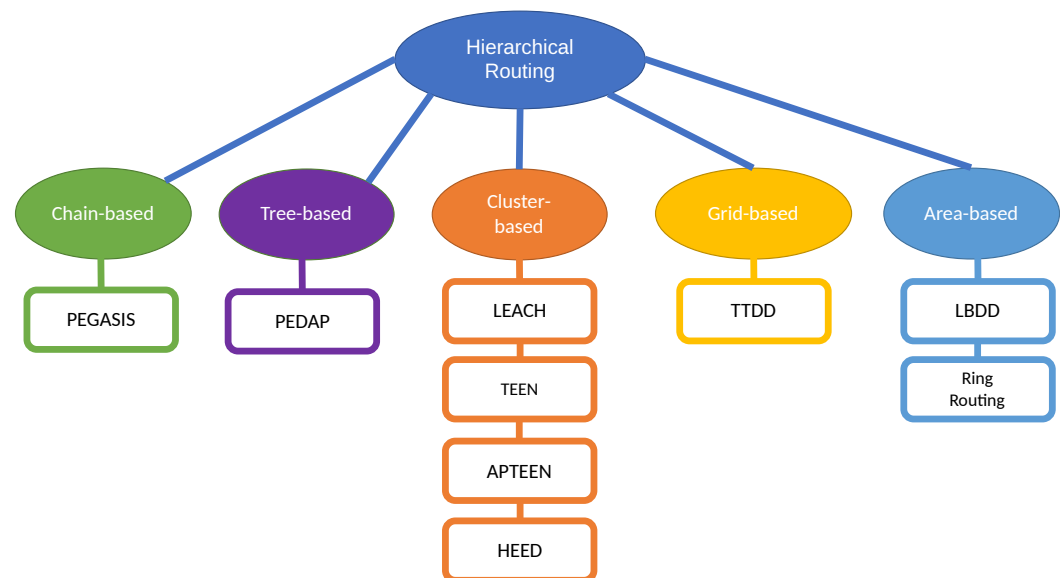 Hierarchical
Routing
Chain-based
Tree-based
Cluster-
based
Grid-based
Area-based
PEGASIS
PEDAP
LEACH
TTDD
LBDD
TEEN
Ring
Routing
APTEEN
HEED